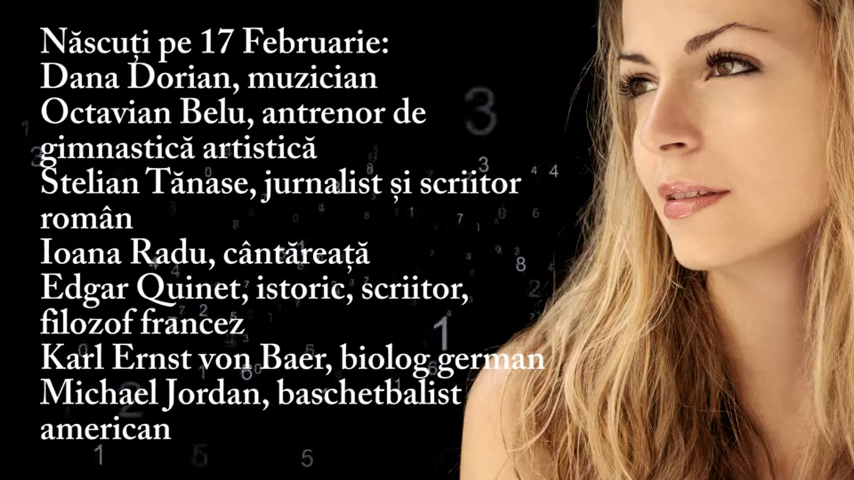 Născuți pe 17 Februarie:
Dana Dorian, muzician
Octavian Belu, antrenor de
gimnastică artistică
Stelian Tănase, jurnalist și scriitor
român
Ioana Radu, cântăreață
Edgar Quinet, istoric, scriitor,
filozof francez
Karl Ernst von Baer, biolog german
Michael Jordan, baschetbalist
american